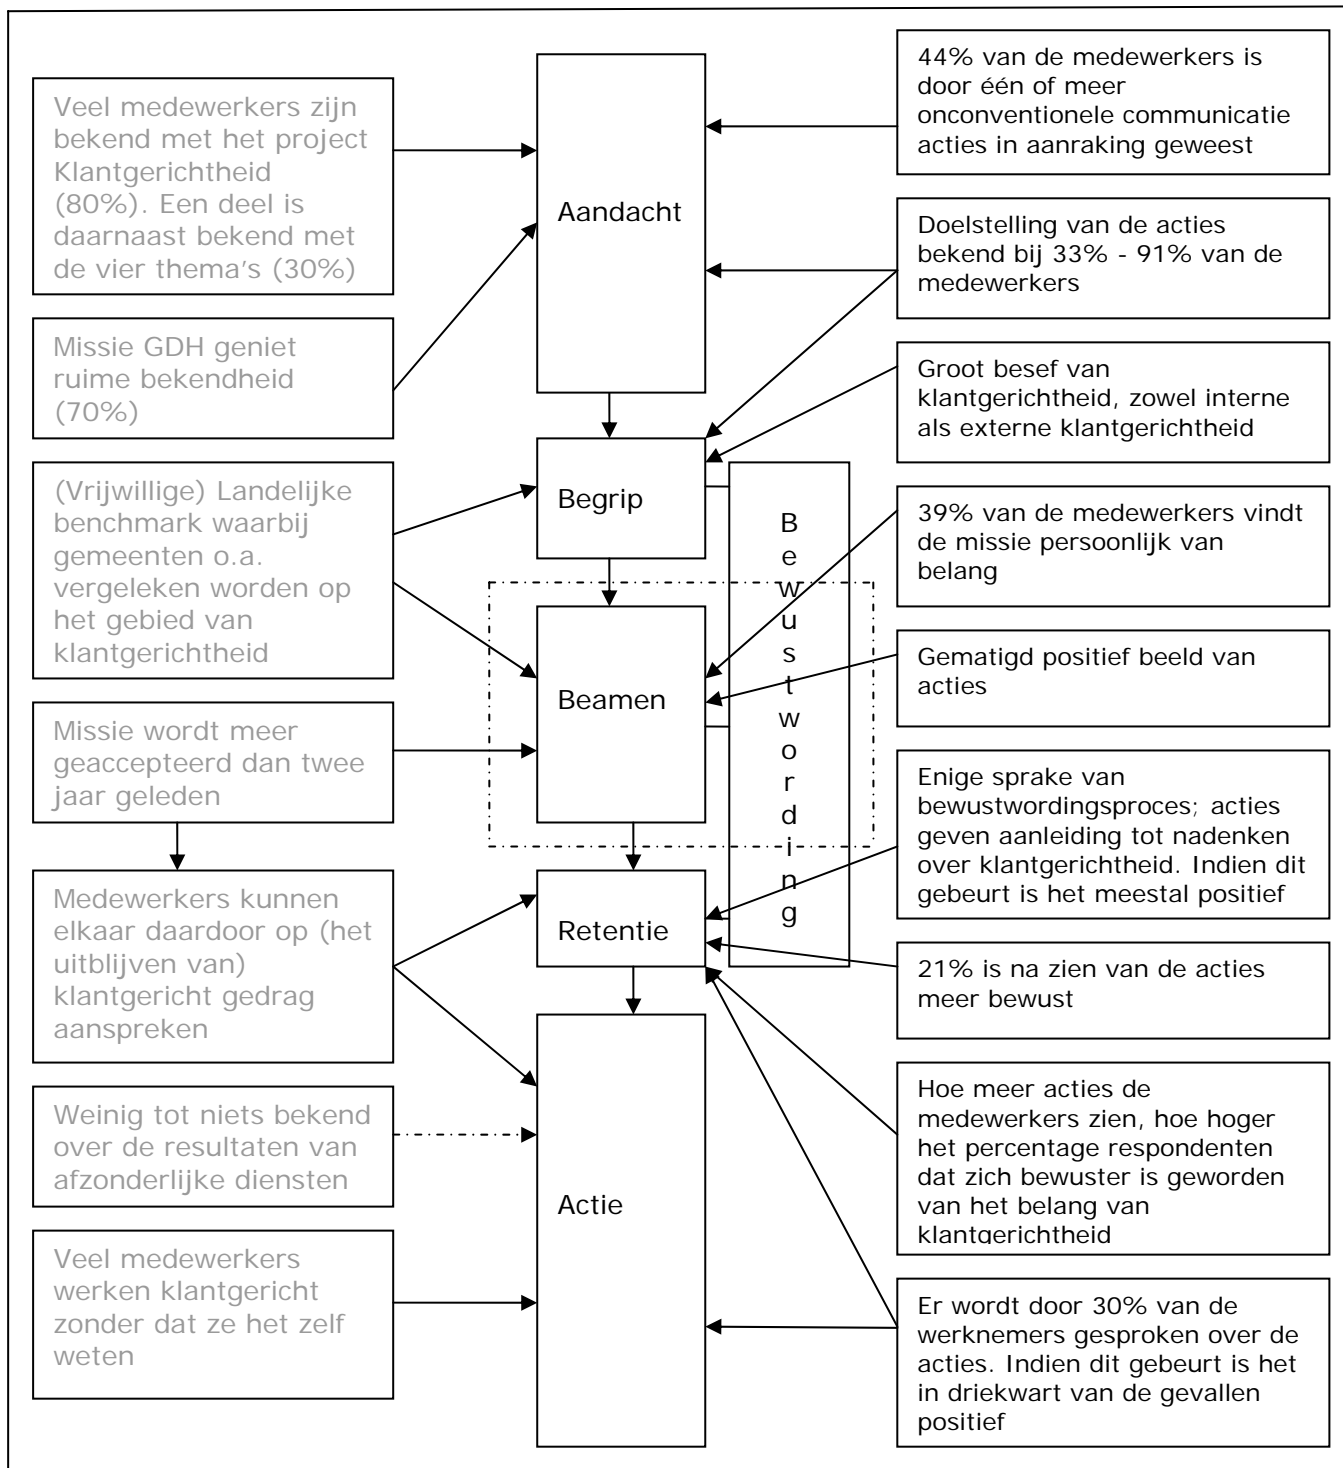 Veel medewerkers zijn
bekend met het project
Klantgerichtheid
(80%). Een deel is
daarnaast bekend met
de vier thema's (30%)
Missie GDH geniet
ruime bekendheid
(70%)
(Vrijwillige) Landelijke
benchmark waarbij
gemeenten o.a.
vergeleken worden op
het gebied van
klantgerichtheid
Missie wordt meer
geaccepteerd dan twee
jaar geleden
Medewerkers kunnen
elkaar daardoor op (het
uitblijven van)
klantgericht gedrag
aanspreken
Weinig tot niets bekend
over de resultaten van
afzonderlijke diensten
Veel medewerkers
werken klantgericht
zonder dat ze het zelf
weten
Aandacht
Begrip
Beamen
Retentie
Actie
Bewustwording
44% van de medewerkers is
door één of meer
onconventionele communicatie
acties in aanraking geweest
Doelstelling van de acties
bekend bij 33% - 91% van de
medewerkers
Groot besef van
klantgerichtheid, zowel interne
als externe klantgerichtheid
39% van de medewerkers vindt
de missie persoonlijk van
belang
Gematigd positief beeld van
acties
Enige sprake van
bewustwordingsproces; acties
geven aanleiding tot nadenken
over klantgerichtheid. Indien dit
gebeurt is het meestal positief
21% is na zien van de acties
meer bewust
Hoe meer acties de
medewerkers zien, hoe hoger
het percentage respondenten
dat zich bewuster is geworden
van het belang van
klantgerichtheid
Er wordt door 30% van de
werknemers gesproken over de
acties. Indien dit gebeurt is het
in driekwart van de gevallen
positief